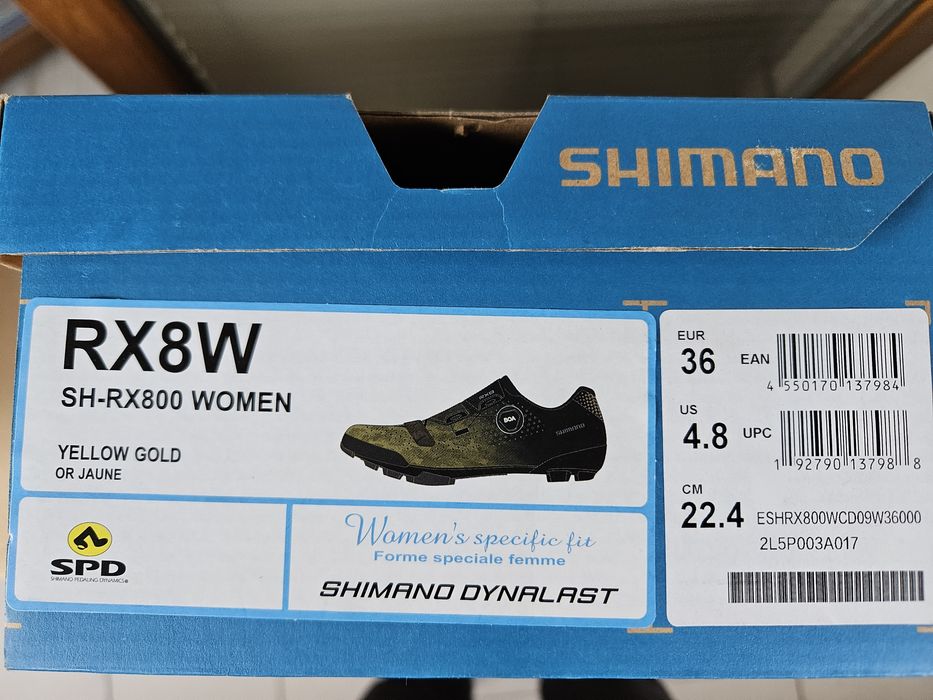 SHIMANO
RX8W
SH-RX800 WOMEN
YELLOW GOLD
OR JAUNE
BOA
SHIMANO
SPD
SHIMANO PEDALING DYNAMICS®
Women's specific fit
Forme speciale femme
SHIMANO DYNALAST
EUR
36
EAN
4 550170 137984
US
4.8
UPC
1 92790 13798 8
CM
22.4
ESHRX800WCD09W36000
2L5P003A017